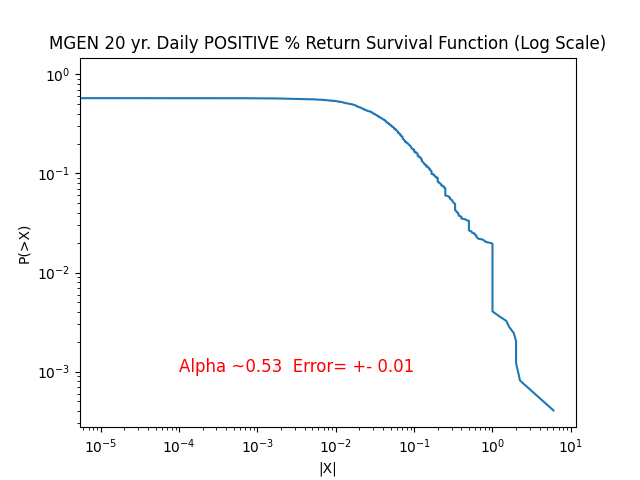 MGEN 20 yr. Daily POSITIVE % Return Survival Function (Log Scale)
10⁰
10⁻¹
10⁻²
10⁻³
P(>X)
Alpha ~0.53  Error= +- 0.01
10⁻⁵ 10⁻⁴ 10⁻³ 10⁻² 10⁻¹ 10⁰ 10¹
|X|